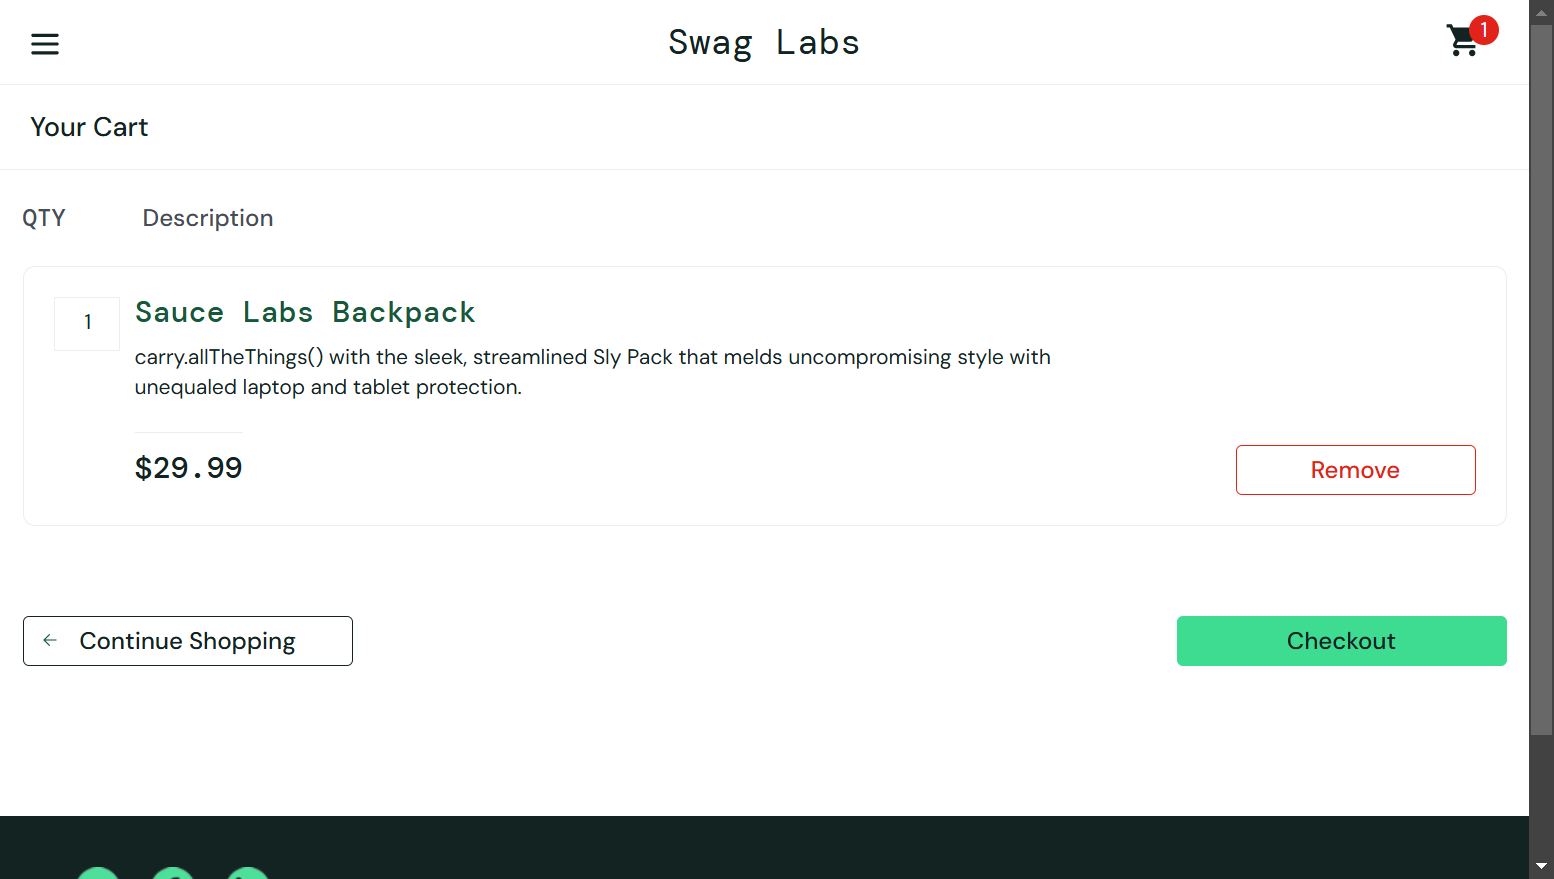 Swag Labs
1
Your Cart
QTY Description
1
Sauce Labs Backpack
carry.allTheThings() with the sleek, streamlined Sly Pack that melds uncompromising style with
unequaled laptop and tablet protection.
$29.99
Remove
Continue Shopping
Checkout